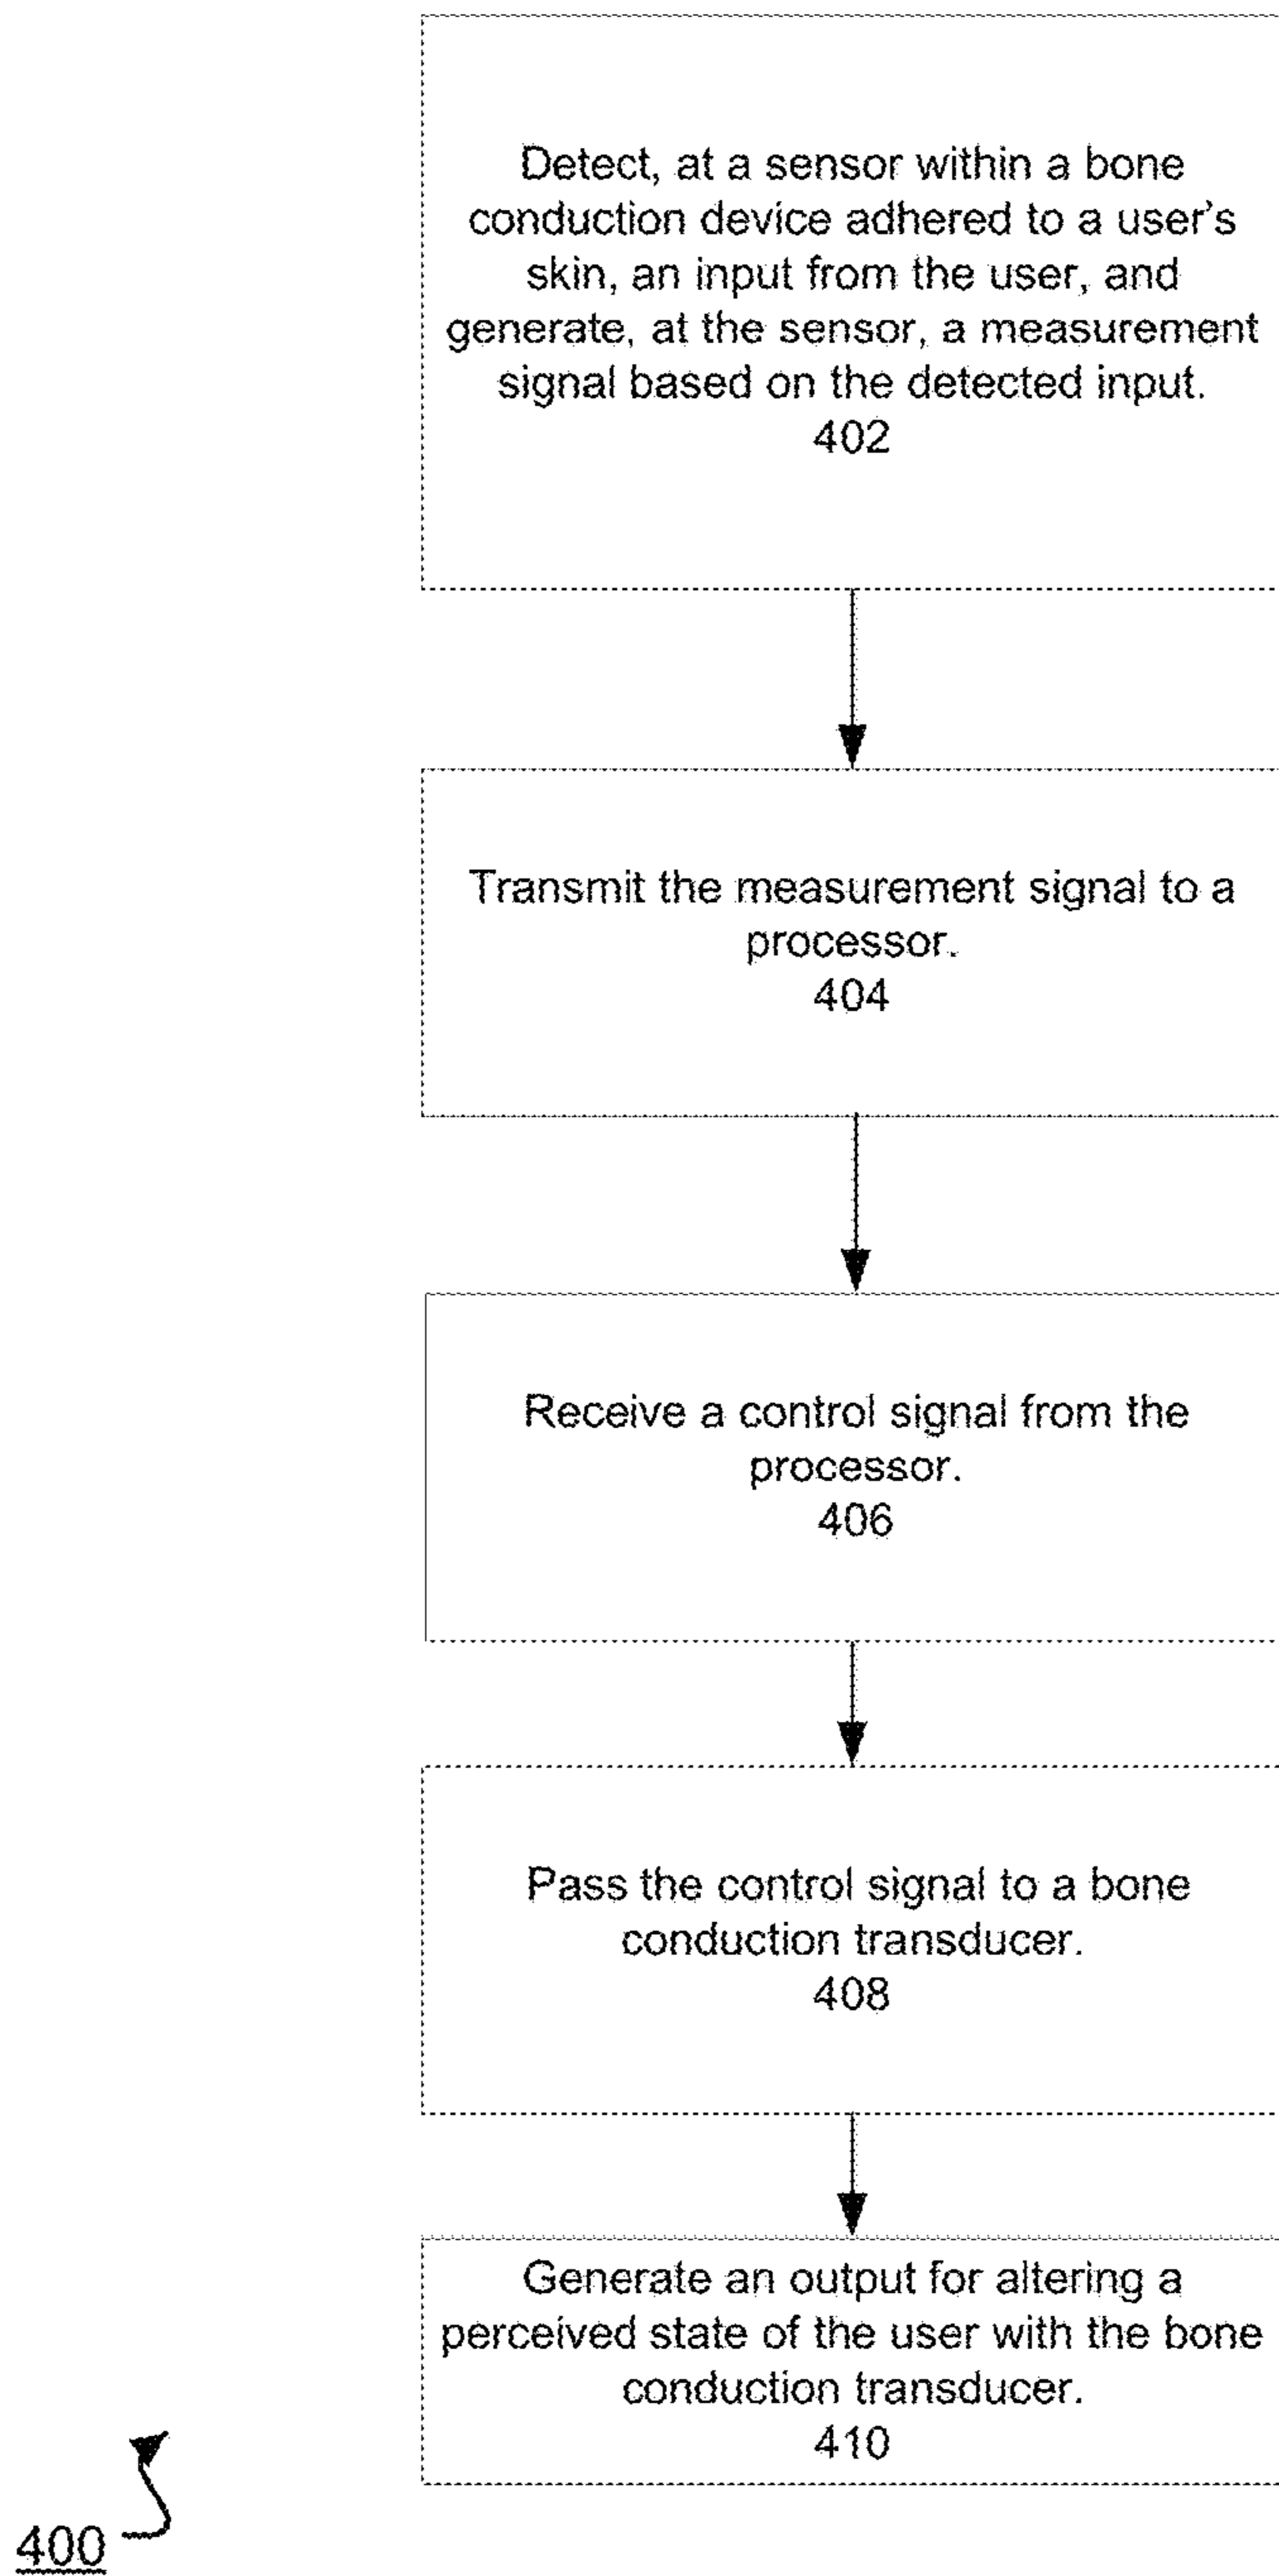 Detect, at a sensor within a bone
conduction device adhered to a user's
skin, an input from the user, and
generate, at the sensor, a measurement
signal based on the detected input.
402
Transmit the measurement signal to a
processor.
404
Receive a control signal from the
processor.
406
Pass the control signal to a bone
conduction transducer.
408
Generate an output for altering a
perceived state of the user with the bone
conduction transducer.
410
400